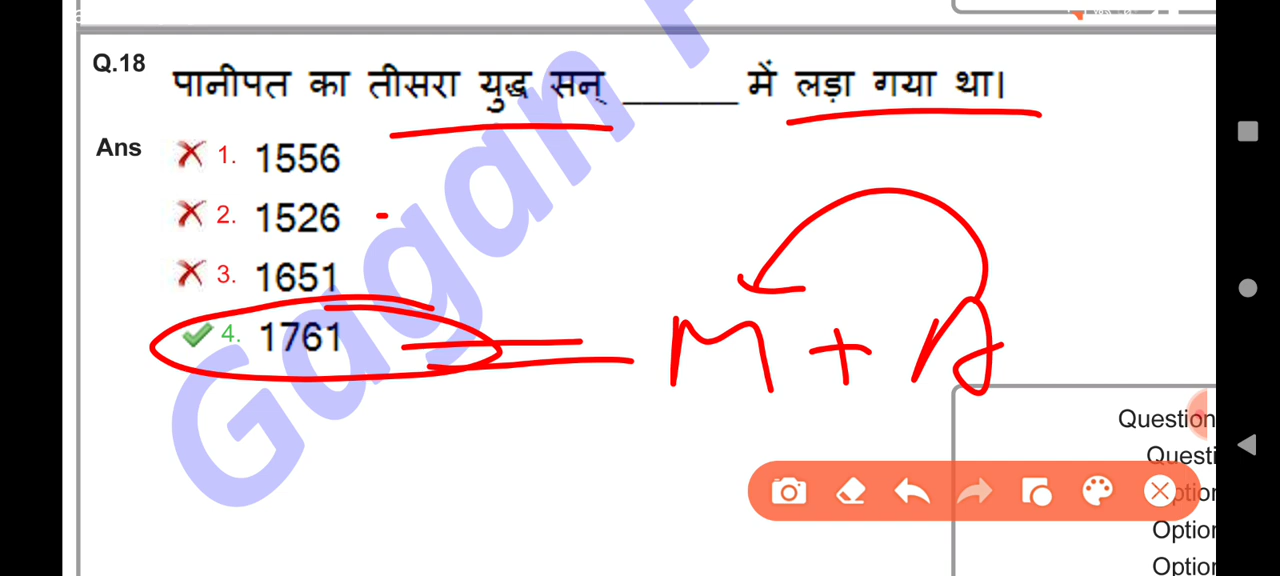 Q.18 पानीपत का तीसरा युद्ध सन् ______ में लड़ा गया था।
Ans
1. 1556
2. 1526
3. 1651
4. 1761
M + A
Gagan
Question
Questi
ption
Option
Option